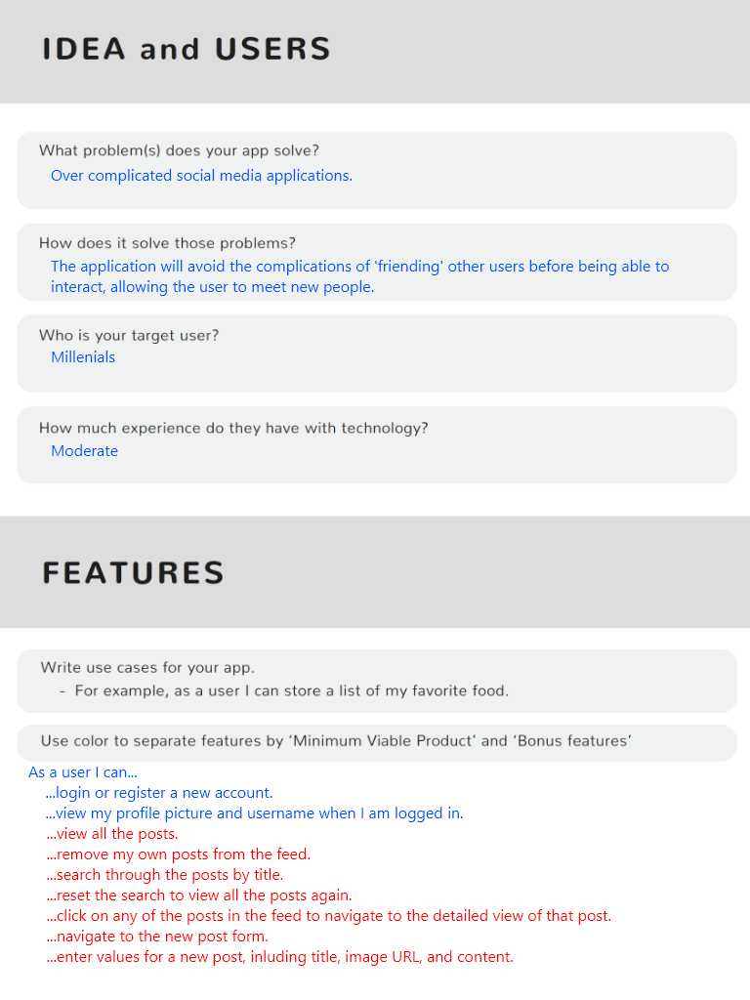 IDEA and USERS
What problem(s) does your app solve?
Over complicated social media applications.
How does it solve those problems?
The application will avoid the complications of 'friending' other users before being able to
interact, allowing the user to meet new people.
Who is your target user?
Millenials
How much experience do they have with technology?
Moderate
FEATURES
Write use cases for your app.
- For example, as a user I can store a list of my favorite food.
Use color to separate features by ‘Minimum Viable Product’ and ‘Bonus features’
As a user I can...
...login or register a new account.
...view my profile picture and username when I am logged in.
...view all the posts.
...remove my own posts from the feed.
...search through the posts by title.
...reset the search to view all the posts again.
...click on any of the posts in the feed to navigate to the detailed view of that post.
...navigate to the new post form.
...enter values for a new post, inluding title, image URL, and content.